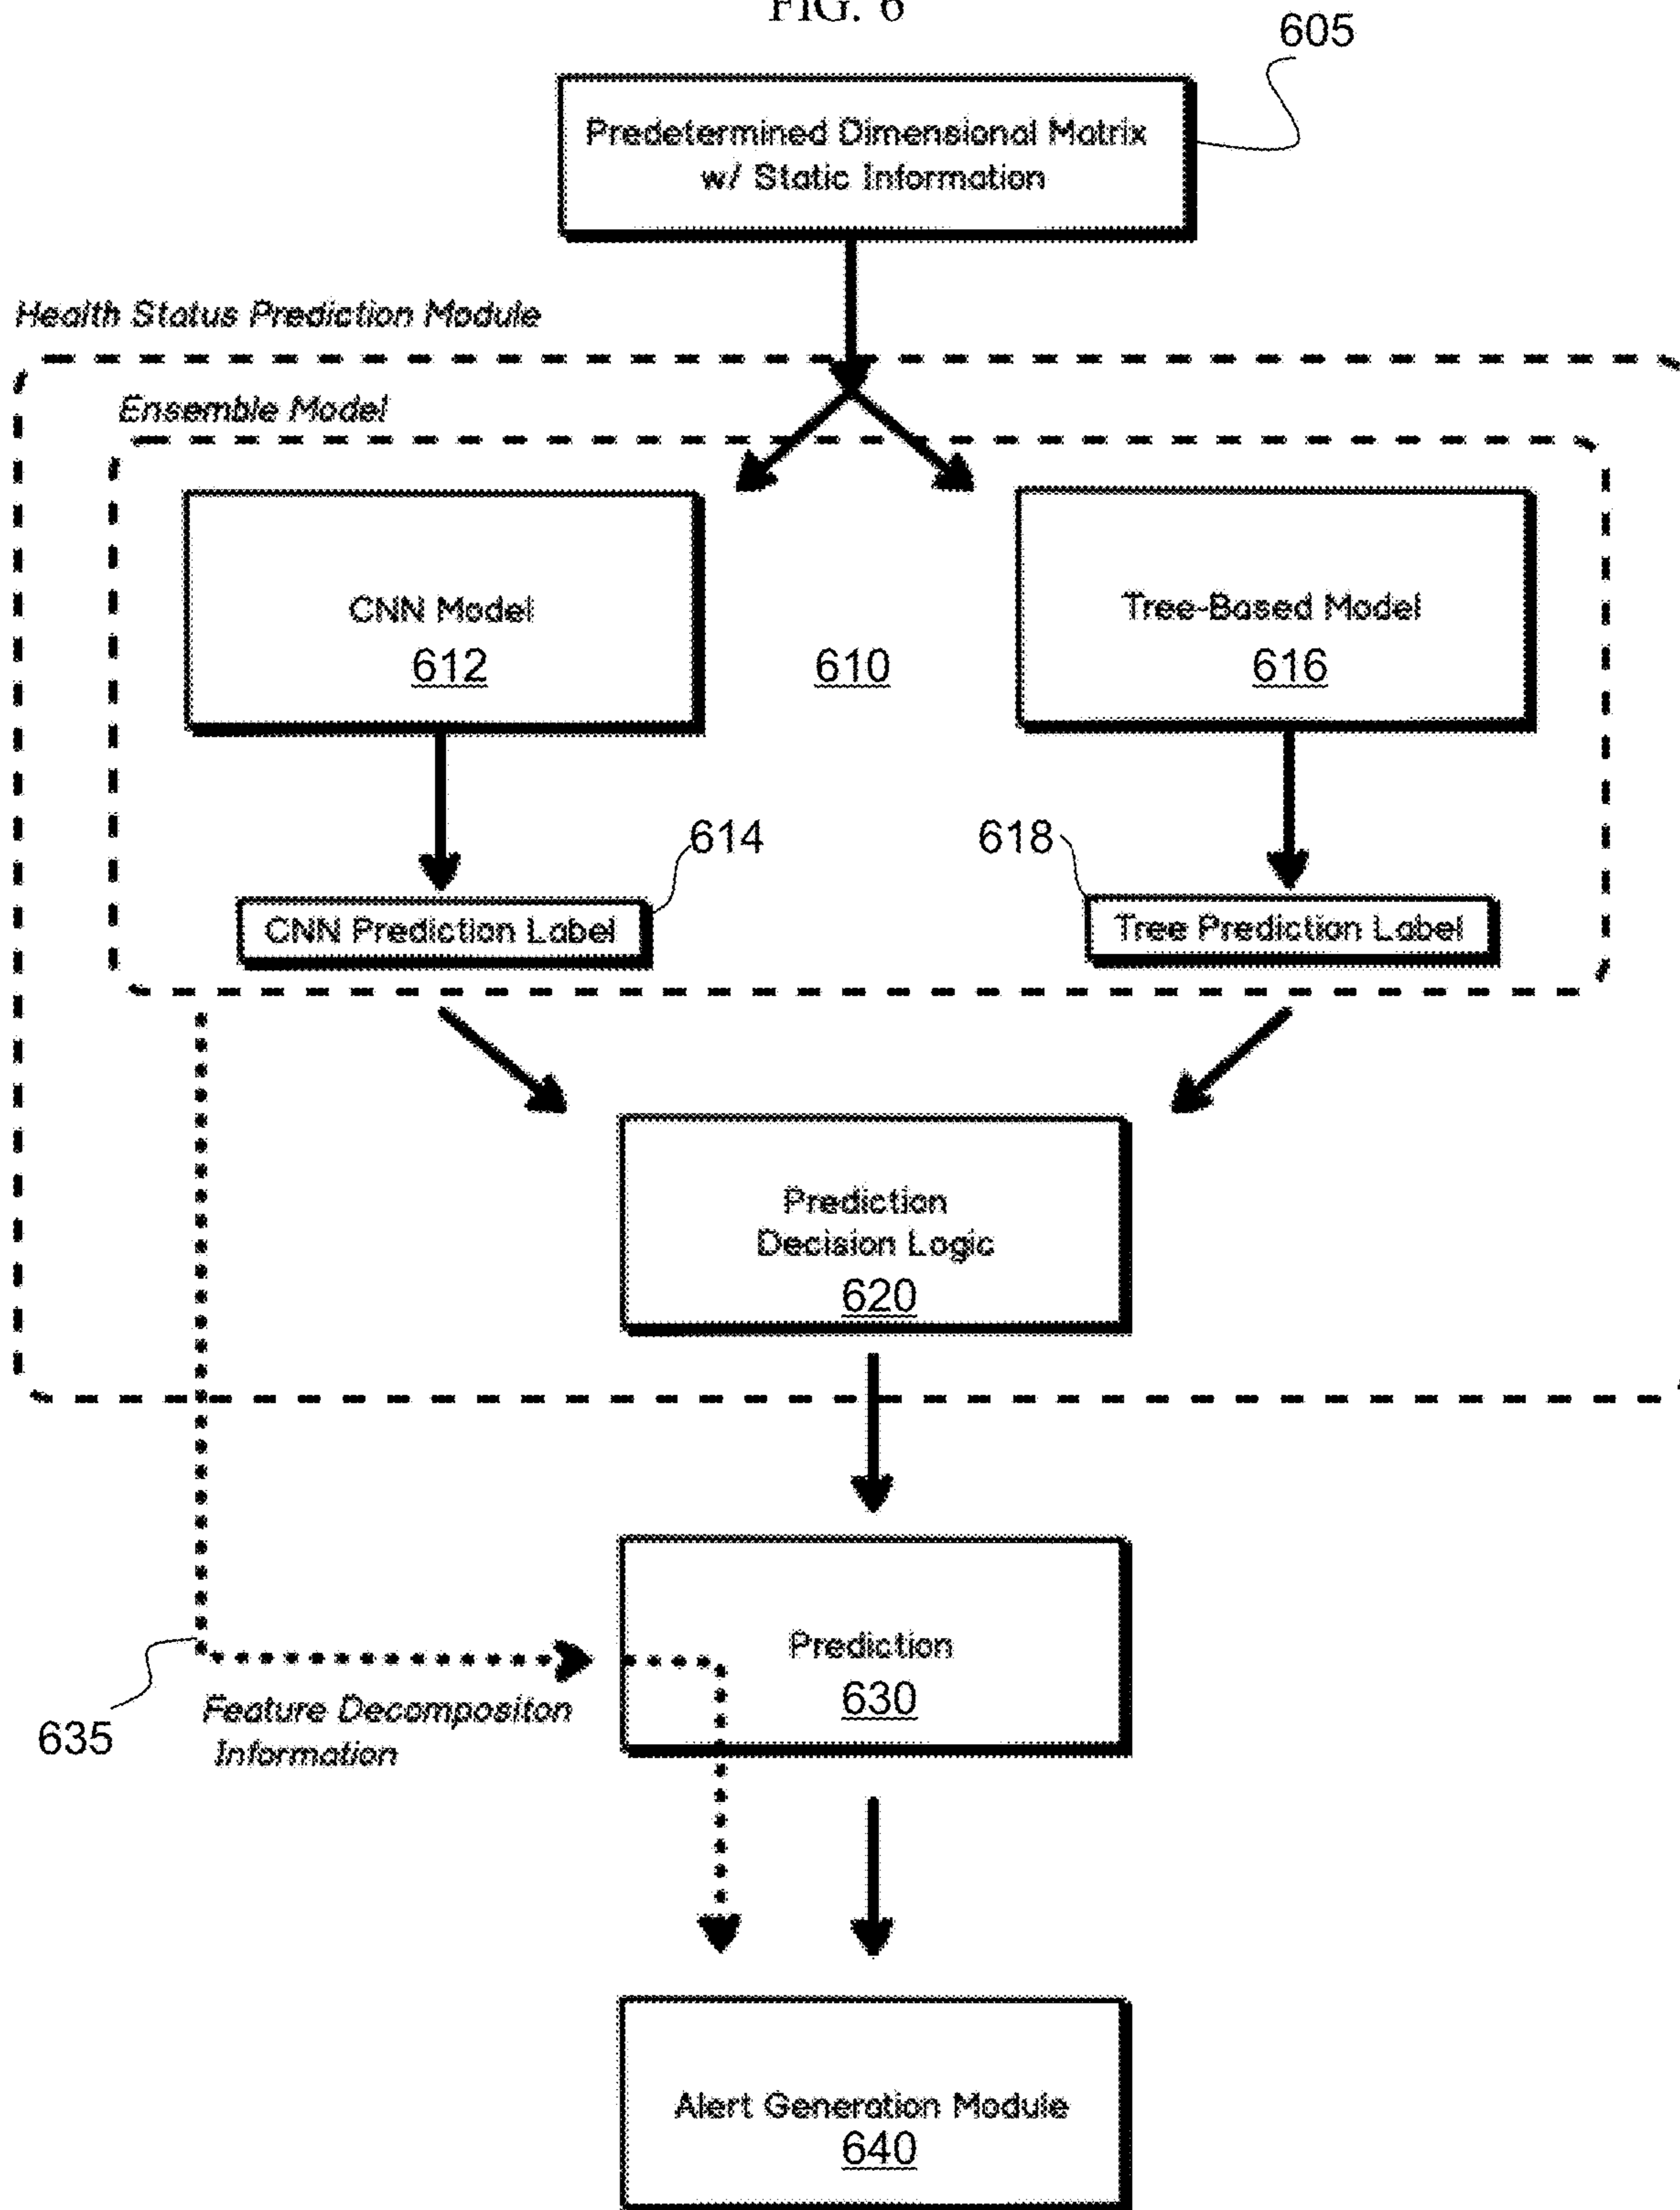 FIG. 6
605
Predetermined Dimensional Matrix
w/ Static Information
Health Status Prediction Module
Ensemble Model
CNN Model
612
610
Tree-Based Model
616
614
618
CNN Prediction Label
Tree Prediction Label
Prediction
Decision Logic
620
Prediction
630
635
Feature Decompositon
Information
Alert Generation Module
640